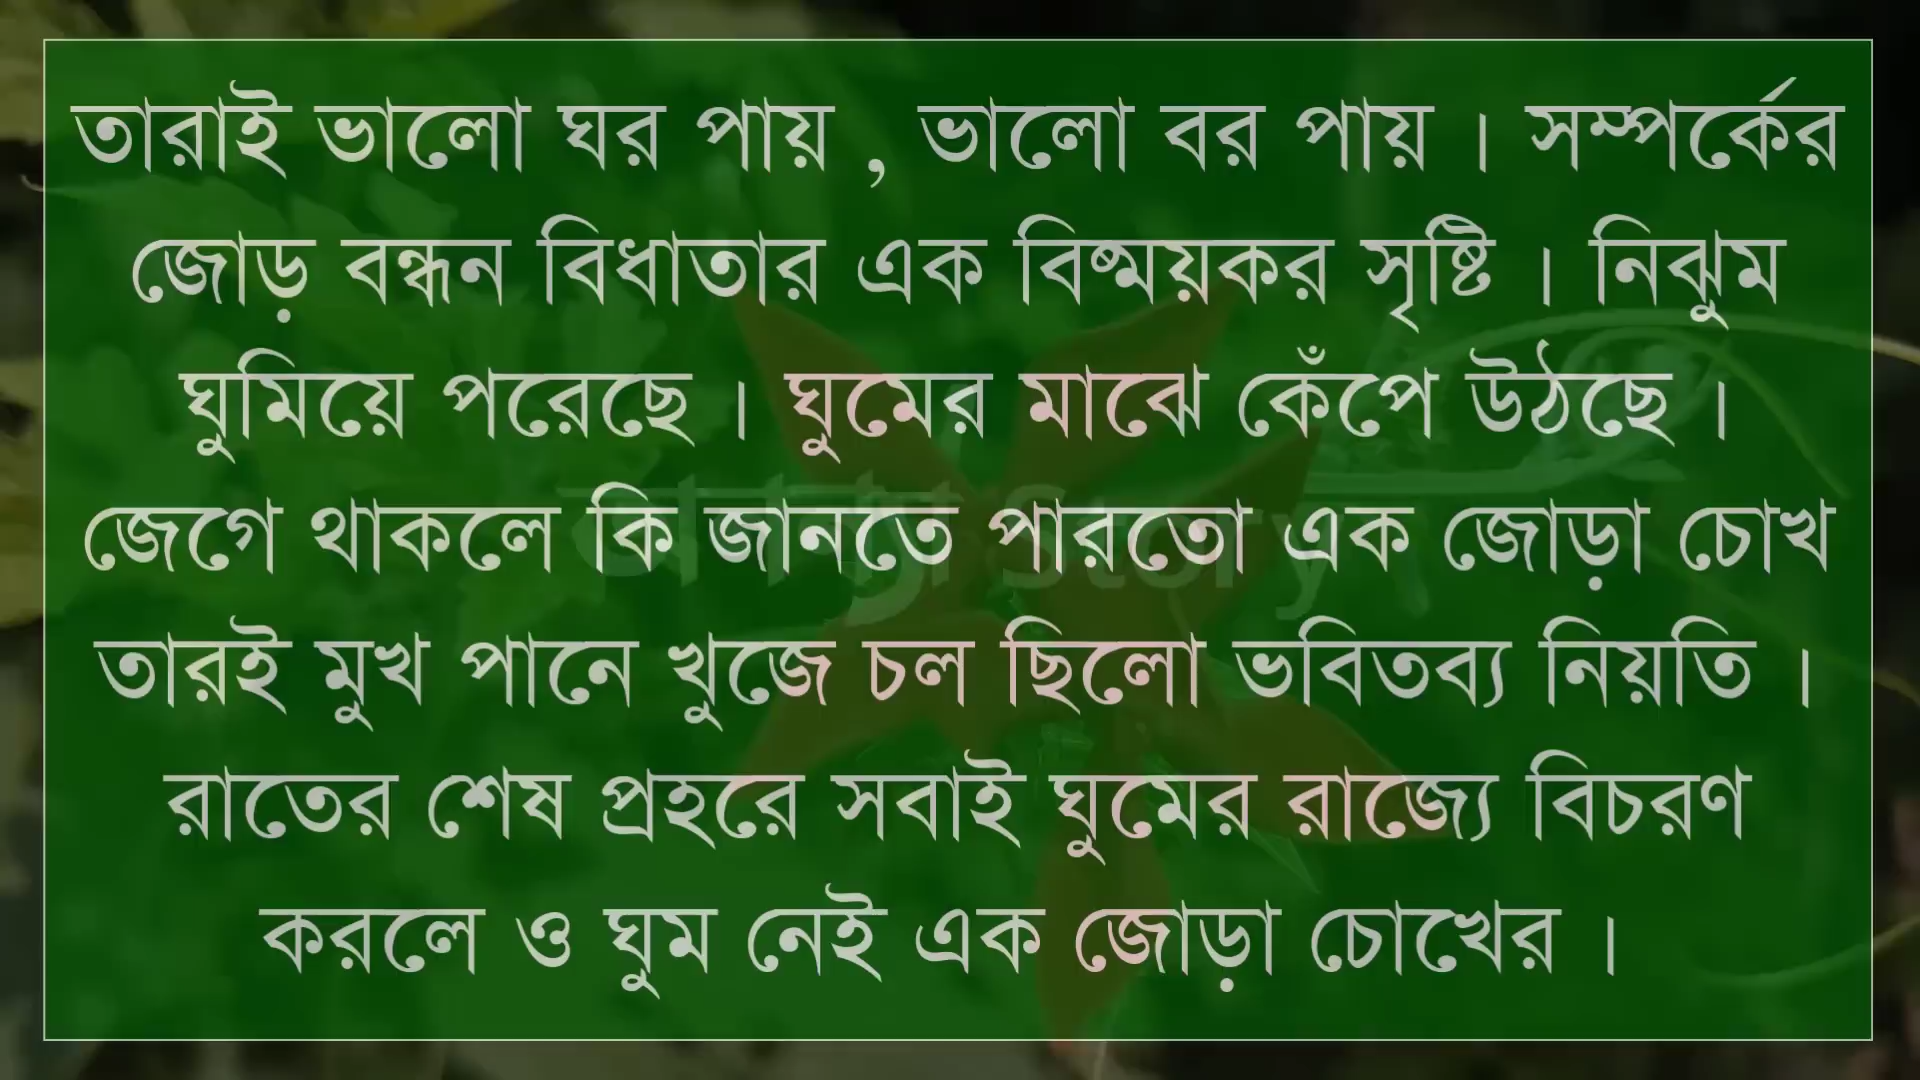 তারাই ভালো ঘর পায় , ভালো বর পায় । সম্পর্কের
জোড় বন্ধন বিধাতার এক বিষ্ময়কর সৃষ্টি । নিঝুম
ঘুমিয়ে পরেছে । ঘুমের মাঝে কেঁপে উঠছে ।
জেগে থাকলে কি জানতে পারতো এক জোড়া চোখ
তারই মুখ পানে খুজে চল ছিলো ভবিতব্য নিয়তি ।
রাতের শেষ প্রহরে সবাই ঘুমের রাজ্যে বিচরণ
করলে ও ঘুম নেই এক জোড়া চোখের ।